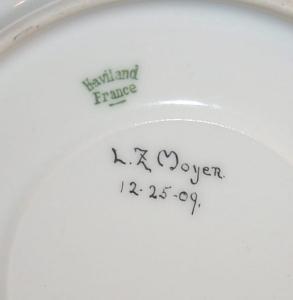 Haviland
France
L. Z Moyer.
12-25-09.